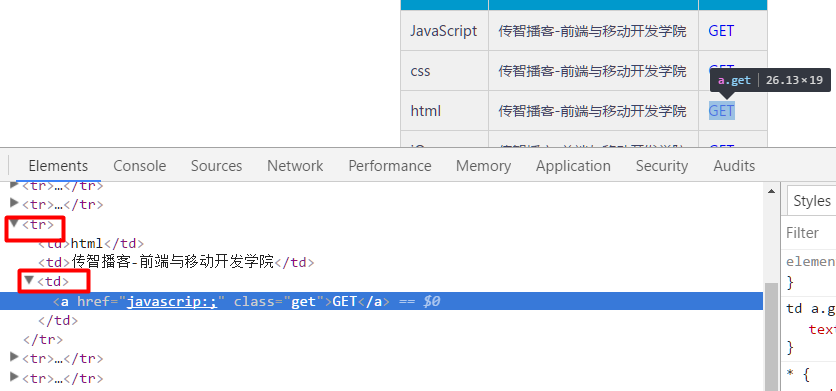 JavaScript 传智播客-前端与移动开发学院 GET
css 传智播客-前端与移动开发学院
a.get 26.13×19
html 传智播客-前端与移动开发学院 GET
Elements Console Sources Network Performance Memory Application Security Audits
<tr>…</tr>
<tr>…</tr>
<tr>
<td>html</td>
<td>传智播客-前端与移动开发学院</td>
<td>
<a href="javascrip:;" class="get">GET</a> == $0
</td>
</tr>
<tr>…</tr>
<tr>…</tr>
Styles
Filter
elemen
}
td a.g
text
}
* {